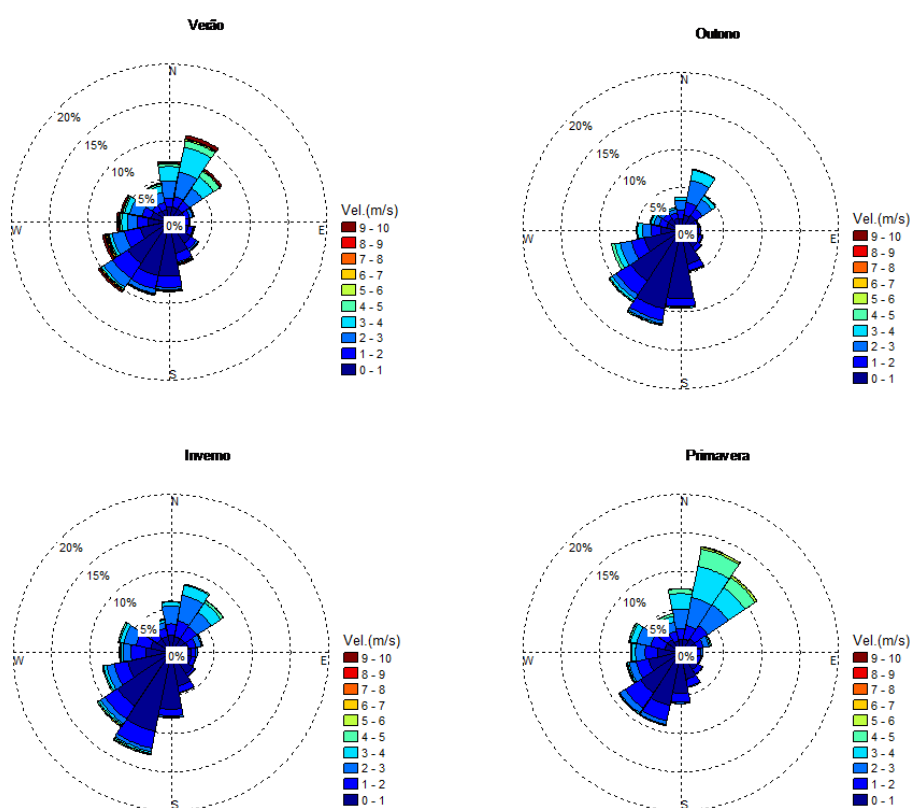 Verão
N
20%
15%
10%
5%
0%
W
E
S
Vel.(m/s)
9 - 10
8 - 9
7 - 8
6 - 7
5 - 6
4 - 5
3 - 4
2 - 3
1 - 2
0 - 1
Outono
N
20%
15%
10%
5%
0%
W
E
S
Vel.(m/s)
9 - 10
8 - 9
7 - 8
6 - 7
5 - 6
4 - 5
3 - 4
2 - 3
1 - 2
0 - 1
Inverno
N
20%
15%
10%
5%
0%
W
E
S
Vel.(m/s)
9 - 10
8 - 9
7 - 8
6 - 7
5 - 6
4 - 5
3 - 4
2 - 3
1 - 2
0 - 1
Primavera
N
20%
15%
10%
5%
0%
W
E
S
Vel.(m/s)
9 - 10
8 - 9
7 - 8
6 - 7
5 - 6
4 - 5
3 - 4
2 - 3
1 - 2
0 - 1